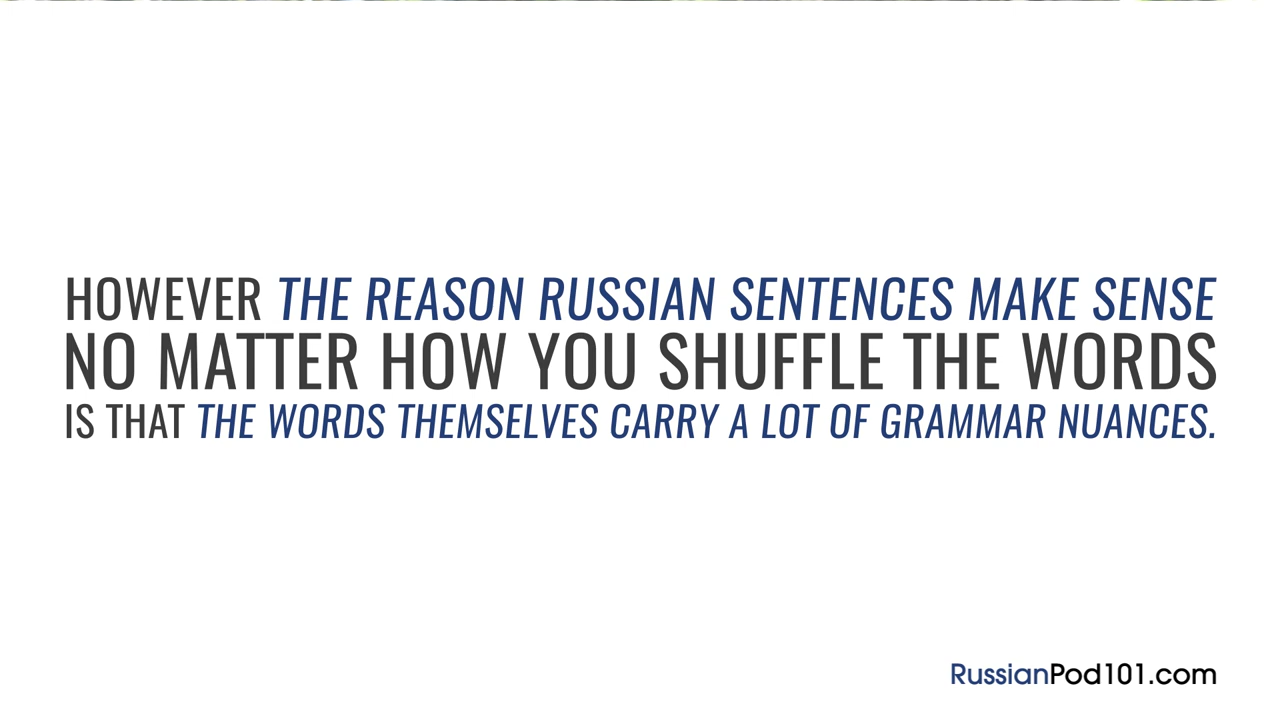 HOWEVER THE REASON RUSSIAN SENTENCES MAKE SENSE
NO MATTER HOW YOU SHUFFLE THE WORDS
IS THAT THE WORDS THEMSELVES CARRY A LOT OF GRAMMAR NUANCES.
RussianPod101.com